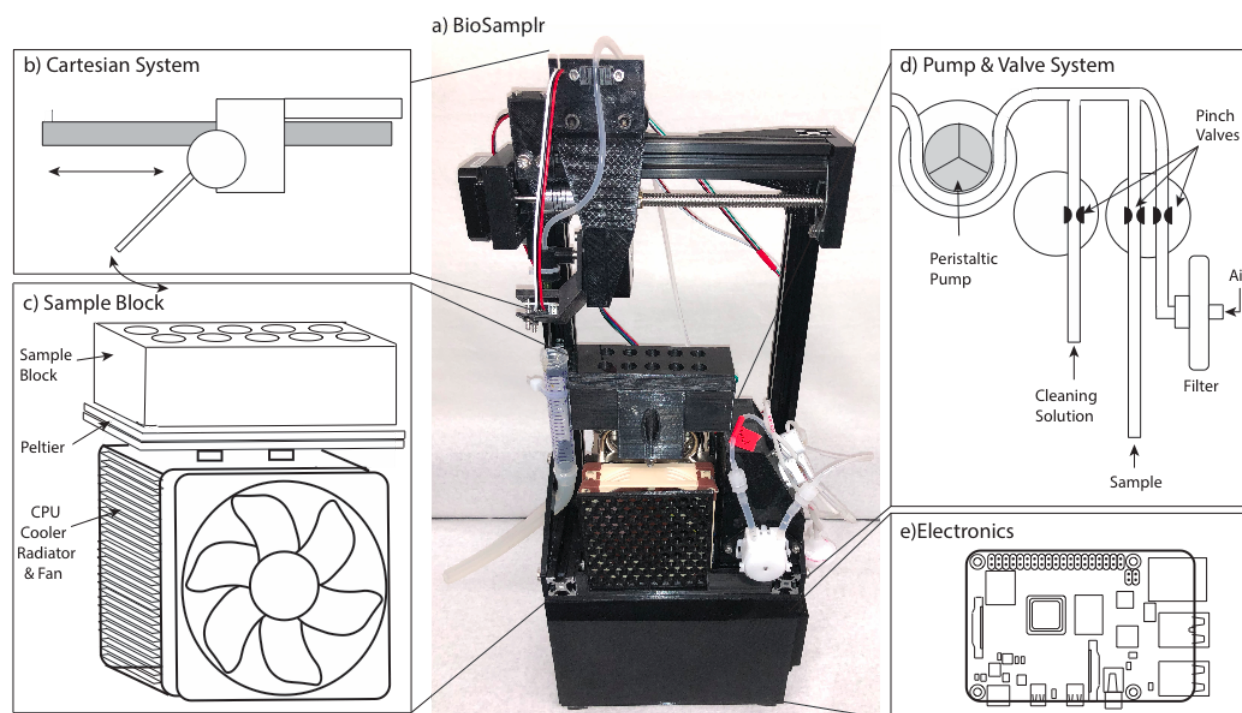 a) BioSamplr
b) Cartesian System
c) Sample Block
Sample
Block
Peltier
CPU
Cooler
Radiator
& Fan
d) Pump & Valve System
Pinch
Valves
Peristaltic
Pump
Ai
Filter
Cleaning
Solution
Sample
e)Electronics